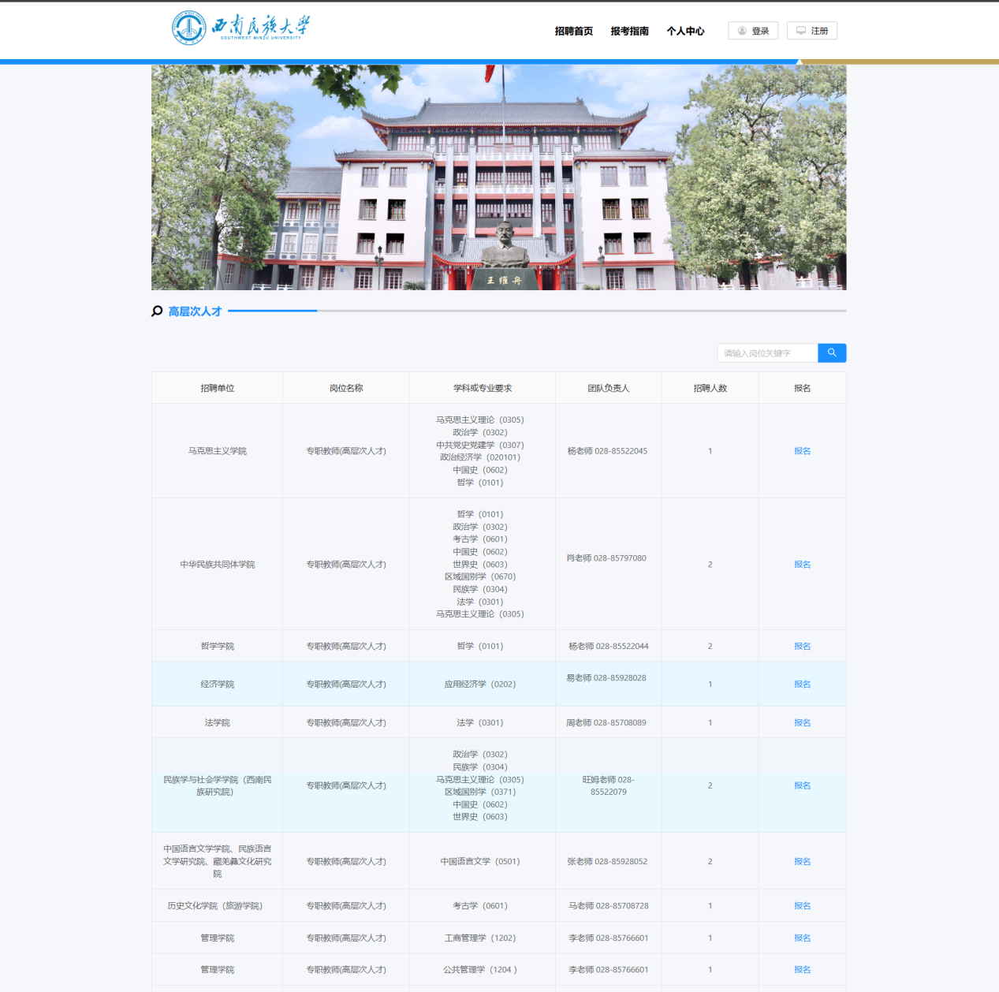 西南民族大学
SOUTHWEST MINZU UNIVERSITY
招聘首页 报考指南 个人中心 登录 注册
王维舟
高层次人才
请输入岗位关键字
招聘单位 岗位名称 学科或专业要求 团队负责人 招聘人数 报名
马克思主义理论（0305）
政治学（0302）
中共党史党建学（0307）
马克思主义学院 专职教师(高层次人才) 杨老师 028-85522045 1 报名
政治经济学（020101）
中国史（0602）
哲学（0101）
哲学（0101）
政治学（0302）
考古学（0601）
中国史（0602）
肖老师 028-85797080
中华民族共同体学院 专职教师(高层次人才) 世界史（0603） 2 报名
区域国别学（0670）
民族学（0304）
法学（0301）
马克思主义理论（0305）
哲学学院 专职教师(高层次人才) 哲学（0101） 杨老师 028-85522044 2 报名
易老师 028-85928028
经济学院 专职教师(高层次人才) 应用经济学（0202） 1 报名
法学院 专职教师(高层次人才) 法学（0301） 周老师 028-85708089 1 报名
政治学（0302）
民族学（0304）
民族学与社会学学院（西南民 马克思主义理论（0305） 旺姆老师 028-
专职教师(高层次人才) 2 报名
族研究院） 区域国别学（0371） 85522079
中国史（0602）
世界史（0603）
中国语言文学学院、民族语言
文学研究院、藏羌彝文化研究 专职教师(高层次人才) 中国语言文学（0501） 张老师 028-85928052 2 报名
院
历史文化学院（旅游学院） 专职教师(高层次人才) 考古学（0601） 马老师 028-85708728 1 报名
管理学院 专职教师(高层次人才) 工商管理学（1202） 李老师 028-85766601 1 报名
管理学院 专职教师(高层次人才) 公共管理学（1204 ） 李老师 028-85766601 1 报名